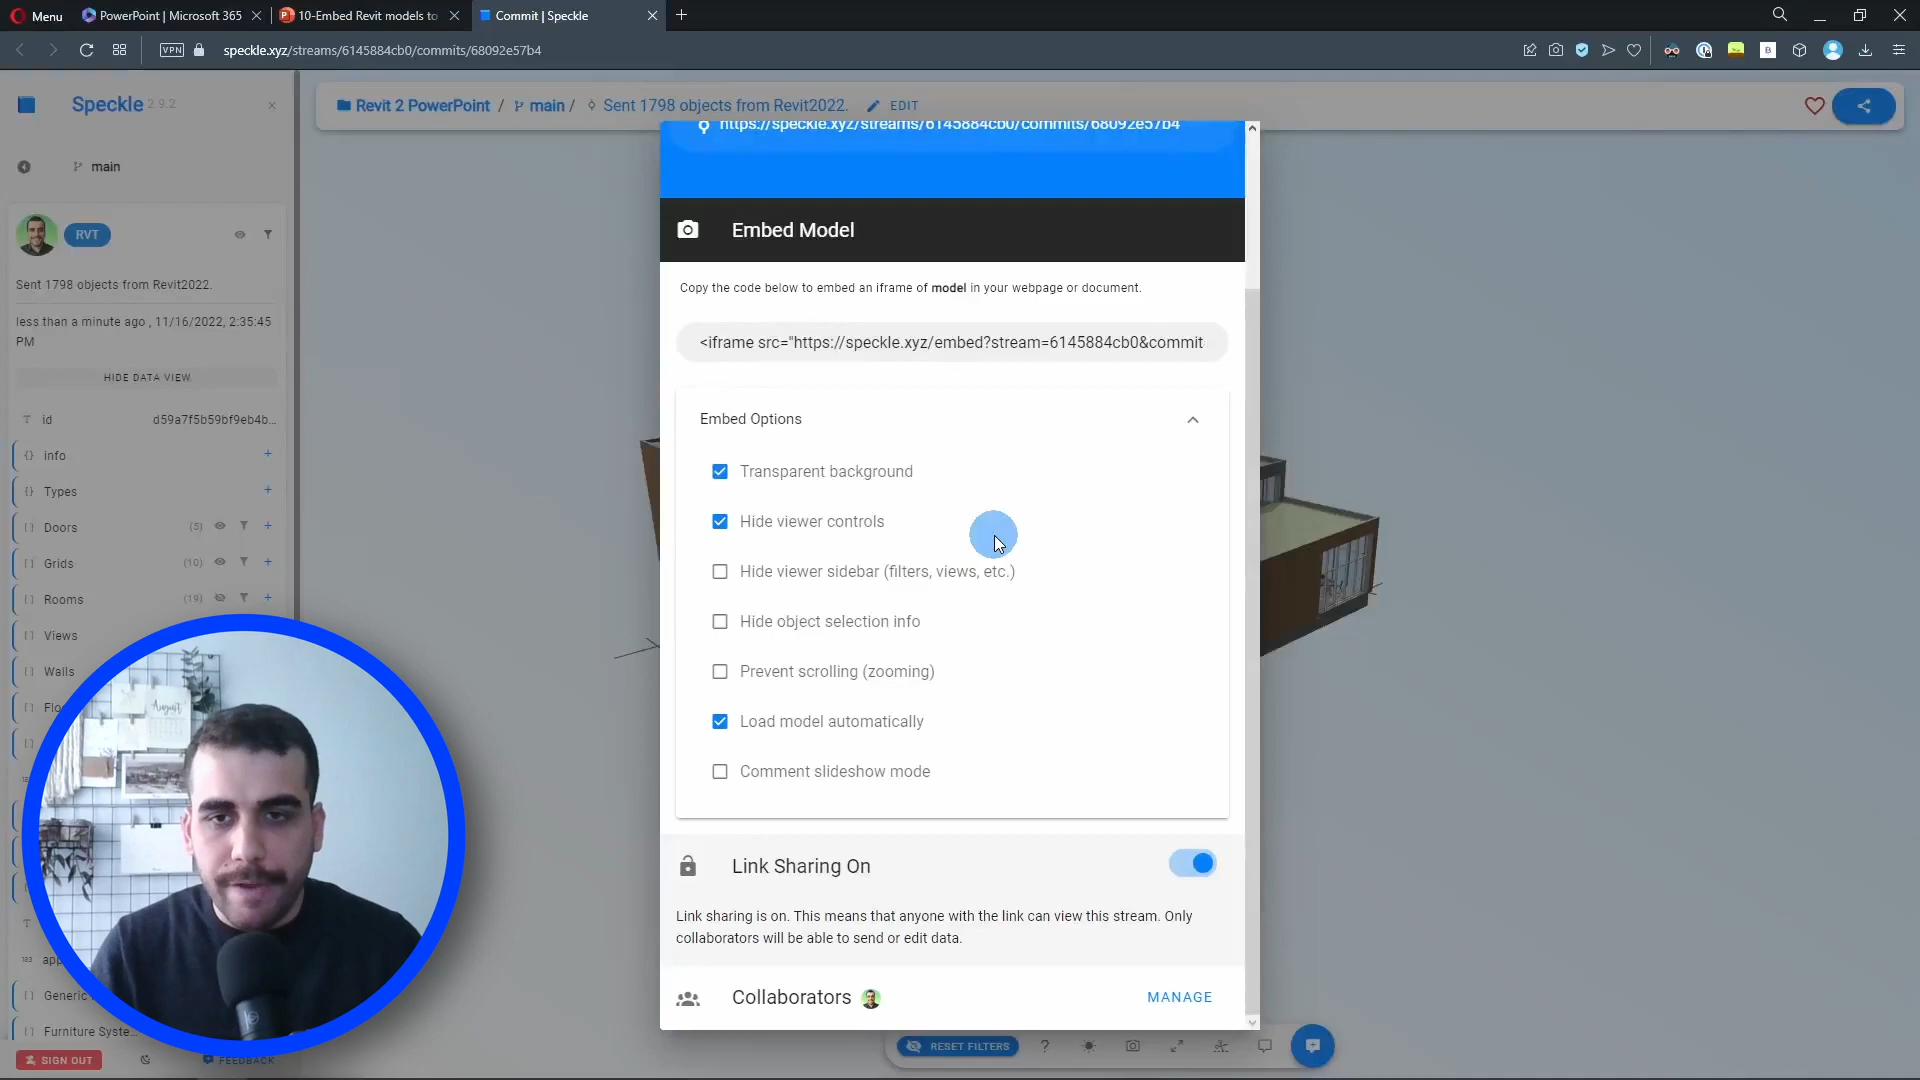 Menu
PowerPoint | Microsoft 365
10-Embed Revit models to
Commit | Speckle
VPN
speckle.xyz/streams/6145884cb0/commits/68092e57b4
Speckle 2.9.2
Revit 2 PowerPoint / main / Sent 1798 objects from Revit2022. EDIT
main
RVT
Sent 1798 objects from Revit2022.
less than a minute ago , 11/16/2022, 2:35:45
PM
HIDE DATA VIEW
id d59a7f5b59bf9eb4b...
info
Types
Doors (5)
Grids (10)
Rooms (19)
Views
Walls
Flo
app
Generic
Furniture Syste...
SIGN OUT
FEEDBACK
https://speckle.xyz/streams/6145884cb0/commits/68092e57b4
Embed Model
Copy the code below to embed an iframe of model in your webpage or document.
<iframe src="https://speckle.xyz/embed?stream=6145884cb0&commit
Embed Options
Transparent background
Hide viewer controls
Hide viewer sidebar (filters, views, etc.)
Hide object selection info
Prevent scrolling (zooming)
Load model automatically
Comment slideshow mode
Link Sharing On
Link sharing is on. This means that anyone with the link can view this stream. Only
collaborators will be able to send or edit data.
Collaborators
MANAGE
RESET FILTERS
August